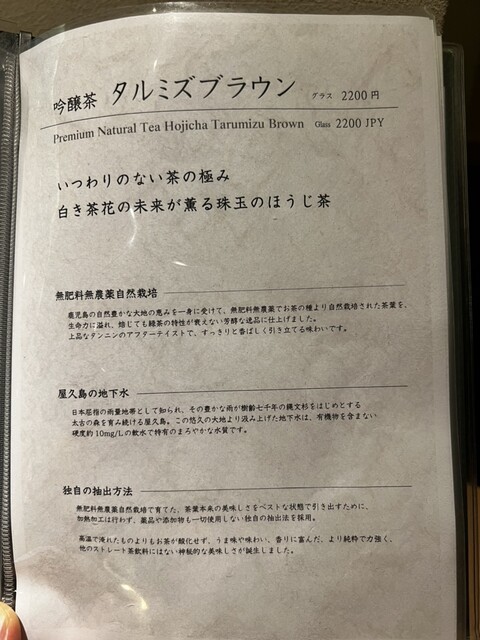 吟醸茶 タルミズブラウン グラス 2200円
Premium Natural Tea Hojicha Tarumizu Brown Glass 2200 JPY
いつわりのない茶の極み
白き茶花の未来が薫る珠玉のほうじ茶
無肥料無農薬自然栽培
鹿児島の自然豊かな大地の恵みを一身に受けて、無肥料無農薬でお茶の種より自然栽培された茶葉を、
生命力に溢れ、焙じても緑茶の特性が衰えない芳醇な逸品に仕上げました。
上品なタンニンのアフターテイストで、すっきりと香ばしく引き立てる味わいです。
屋久島の地下水
日本屈指の雨量地帯として知られ、その豊かな雨が樹齢七千年の縄文杉をはじめとする
太古の森を育み続ける屋久島。この悠久の大地より汲み上げた地下水は、有機物を含まない
硬度約10mg/Lの軟水で特有のまろやかな水質です。
独自の抽出方法
無肥料無農薬自然栽培で育てた、茶葉本来の美味しさをベストな状態で引き出すために、
加熱加工は行わず、薬品や添加物も一切使用しない独自の抽出法を採用。
高温で淹れたものよりもお茶が酸化せず、うま味や味わい、香りに富んだ、より純粋で力強く、
他のストレート茶飲料にはない神秘的な美味しさが誕生しました。